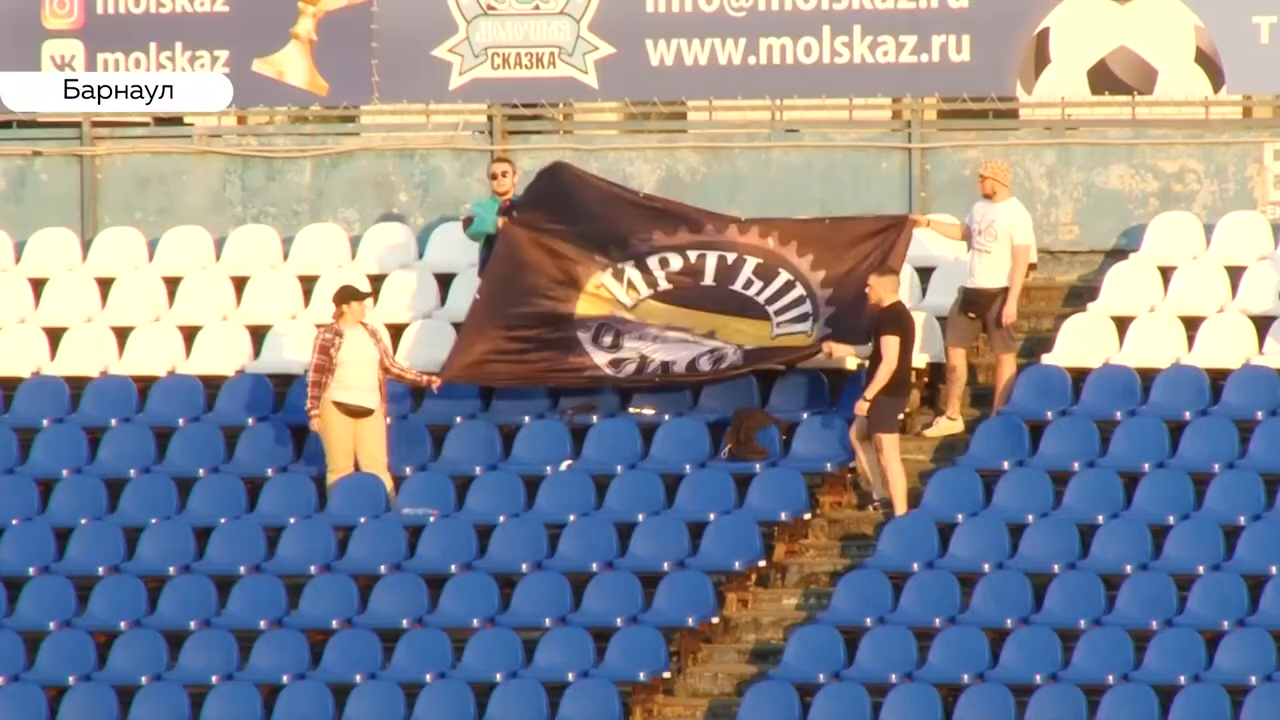 molskaz
info@molskaz.ru
МОЛОЧНАЯ
www.molskaz.ru
molskaz
СКАЗКА
Т
Барнаул
ИРТЫШ